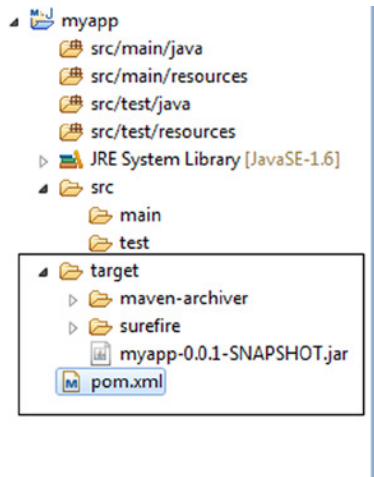 myapp
src/main/java
src/main/resources
src/test/java
src/test/resources
JRE System Library [JavaSE-1.6]
src
main
test
target
maven-archiver
surefire
myapp-0.0.1-SNAPSHOT.jar
pom.xml